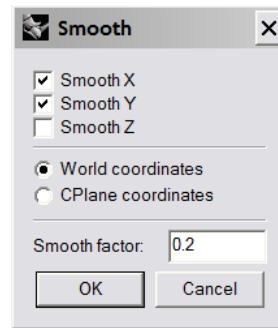 Smooth
Smooth X
Smooth Y
Smooth Z
World coordinates
CPlane coordinates
Smooth factor: 0.2
OK Cancel